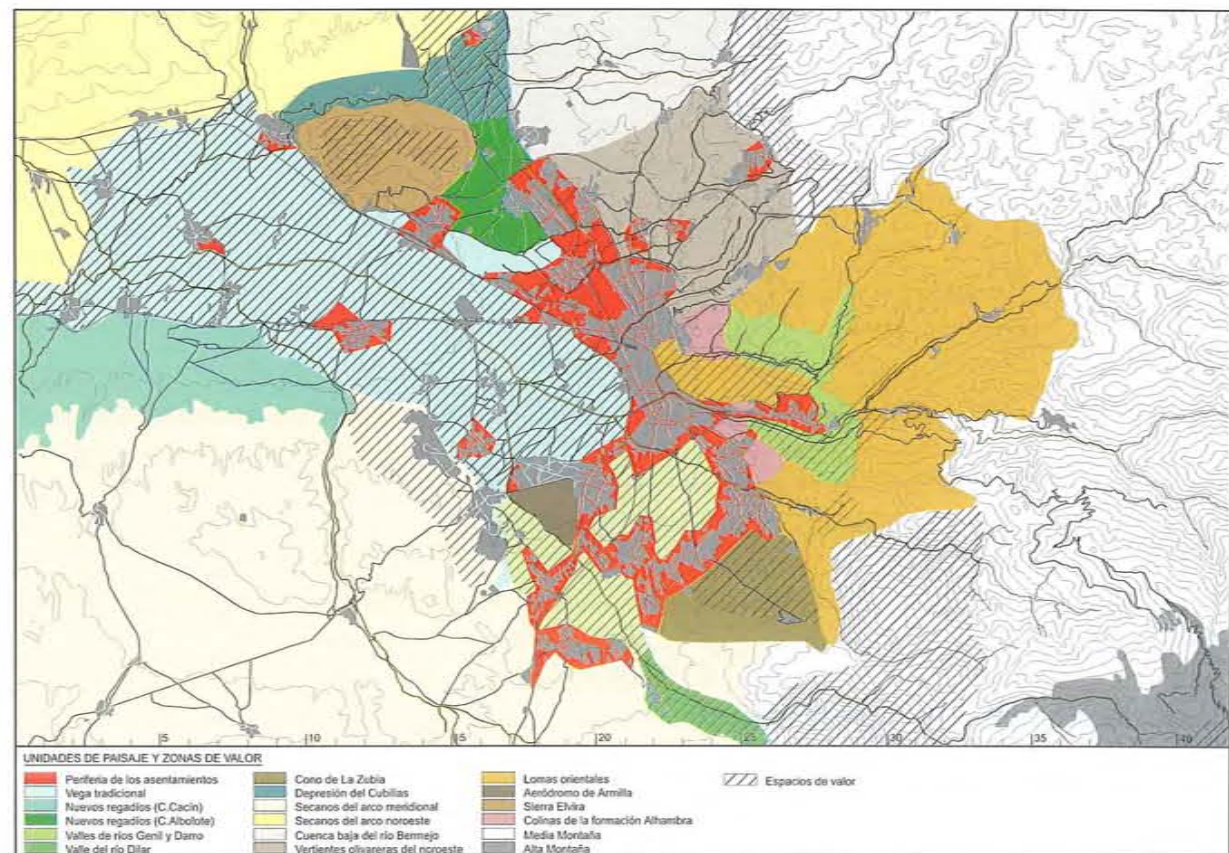 5 10 15 20 25 30 35 40
UNIDADES DE PAISAJE Y ZONAS DE VALOR
Periferia de los asentamientos
Vega tradicional
Nuevos regadíos (C.Cacín)
Nuevos regadíos (C.Albolote)
Valles de ríos Genil y Darro
Valle del río Dilar
Cono de La Zubia
Depresión del Cubillas
Secanos del arco meridional
Secanos del arco noroeste
Cuenca baja del río Bermejo
Vertientes olivareras del noroeste
Lomas orientales
Aeródromo de Armilla
Sierra Elvira
Colinas de la formación Alhambra
Media Montaña
Alta Montaña
Espacios de valor